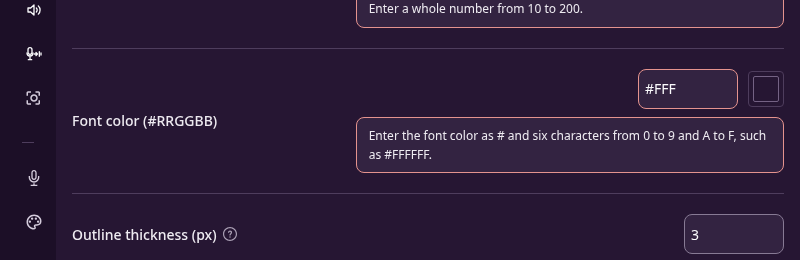 Enter a whole number from 10 to 200.
#FFF
Font color (#RRGGBB)
Enter the font color as # and six characters from 0 to 9 and A to F, such
as #FFFFFF.
Outline thickness (px) ?
3